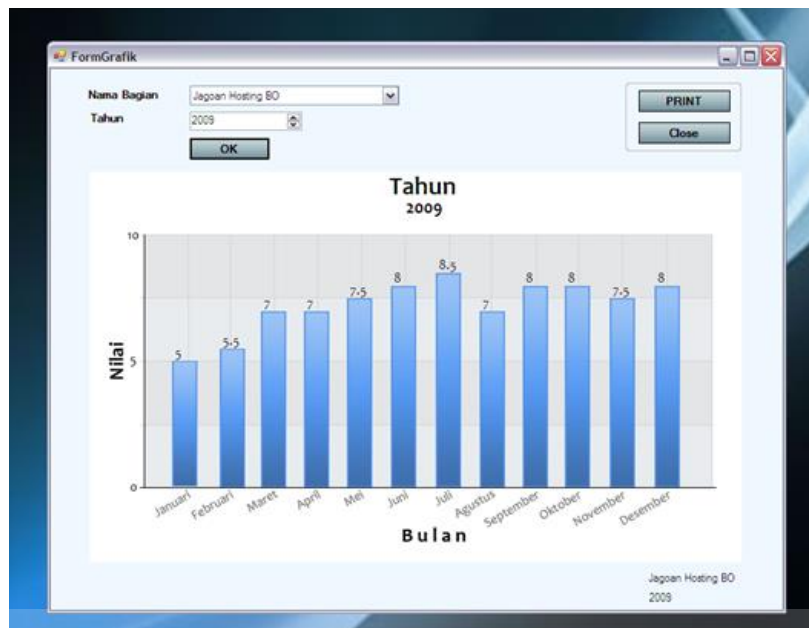 FormGrafik
Nama Bagian Jagoan Hosting BO
PRINT
Tahun 2009
Close
OK
Tahun
2009
10
8.5
8 8 8 8
7.5 7.5
7 7 7
5.5
5
5
0
Nilai
Januari Februari Maret April Mei Juni Juli Agustus September Oktober November Desember
Bulan
Jagoan Hosting BO
2009